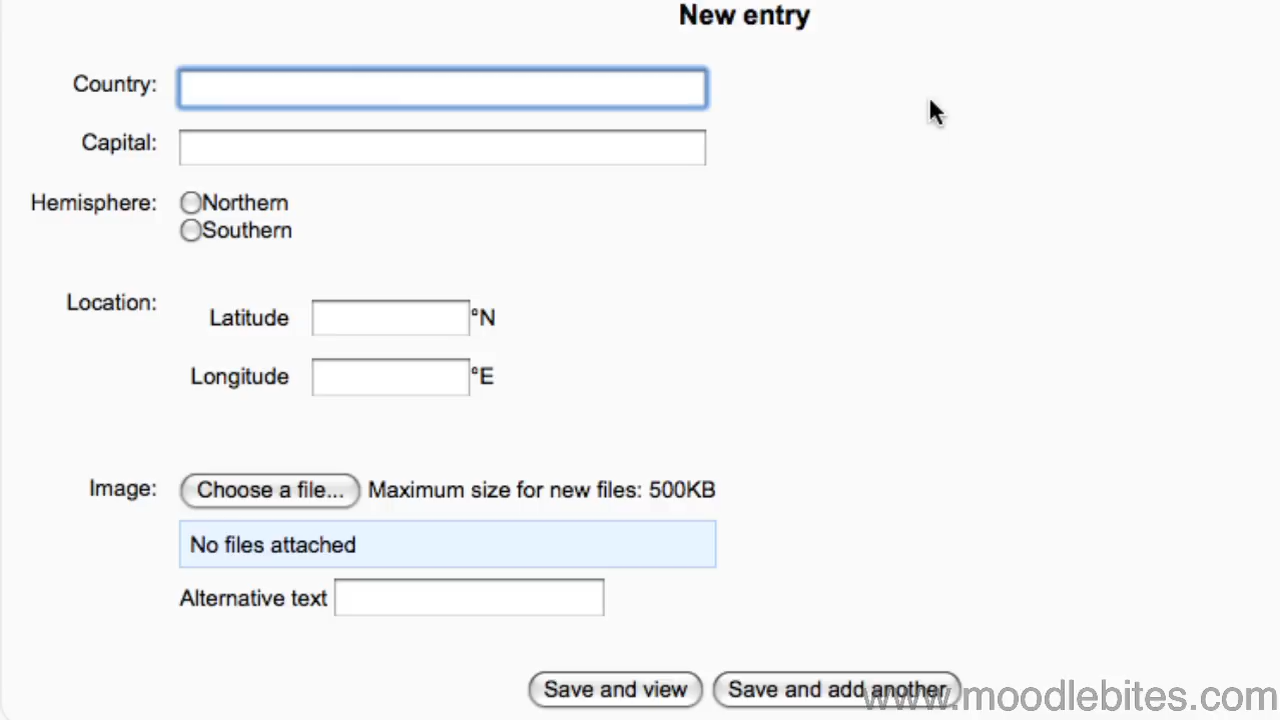 New entry
Country:
Capital:
Hemisphere: Northern
Southern
Location:
Latitude °N
Longitude °E
Image: Choose a file... Maximum size for new files: 500KB
No files attached
Alternative text
Save and view Save and add another
www.moodlebites.com